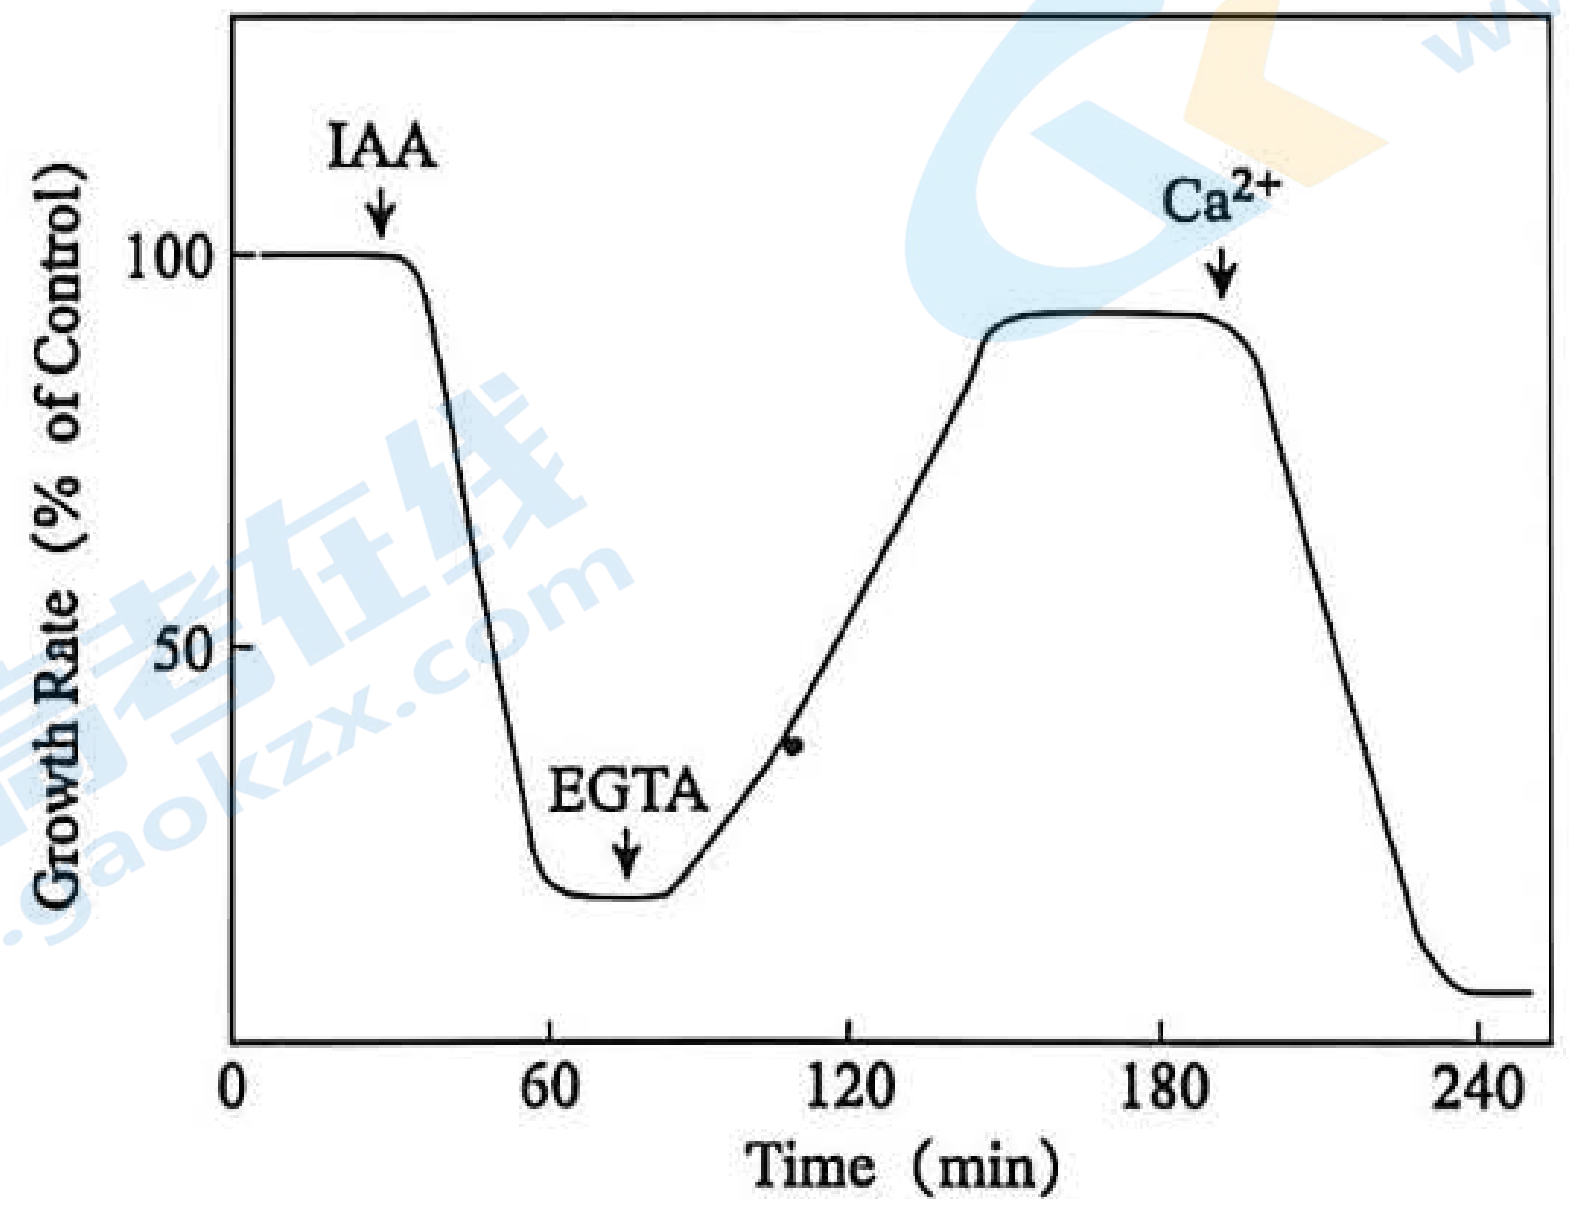 IAA
Ca²⁺
100
50
EGTA
Growth Rate (% of Control)
0 60 120 180 240
Time (min)
高考在线
.gaokzx.com